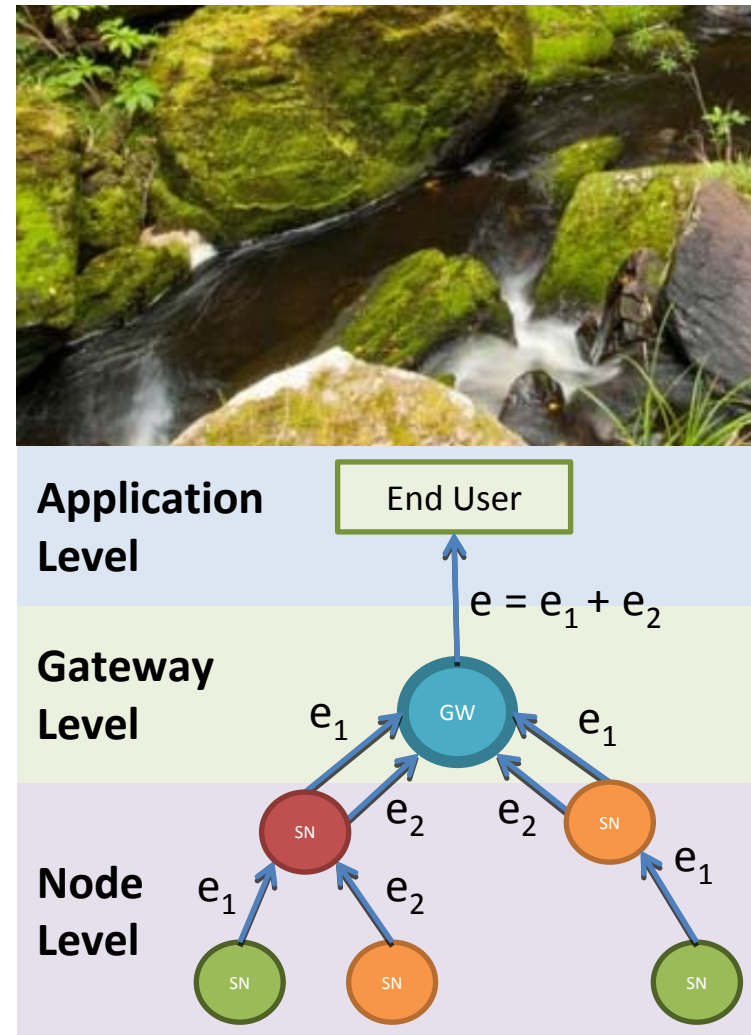 Application
Level
End User
e = e₁ + e₂
Gateway
Level
GW
e₁
e₁
e₂
e₂
SN
SN
Node
Level
e₁
e₂
e₁
SN
SN
SN